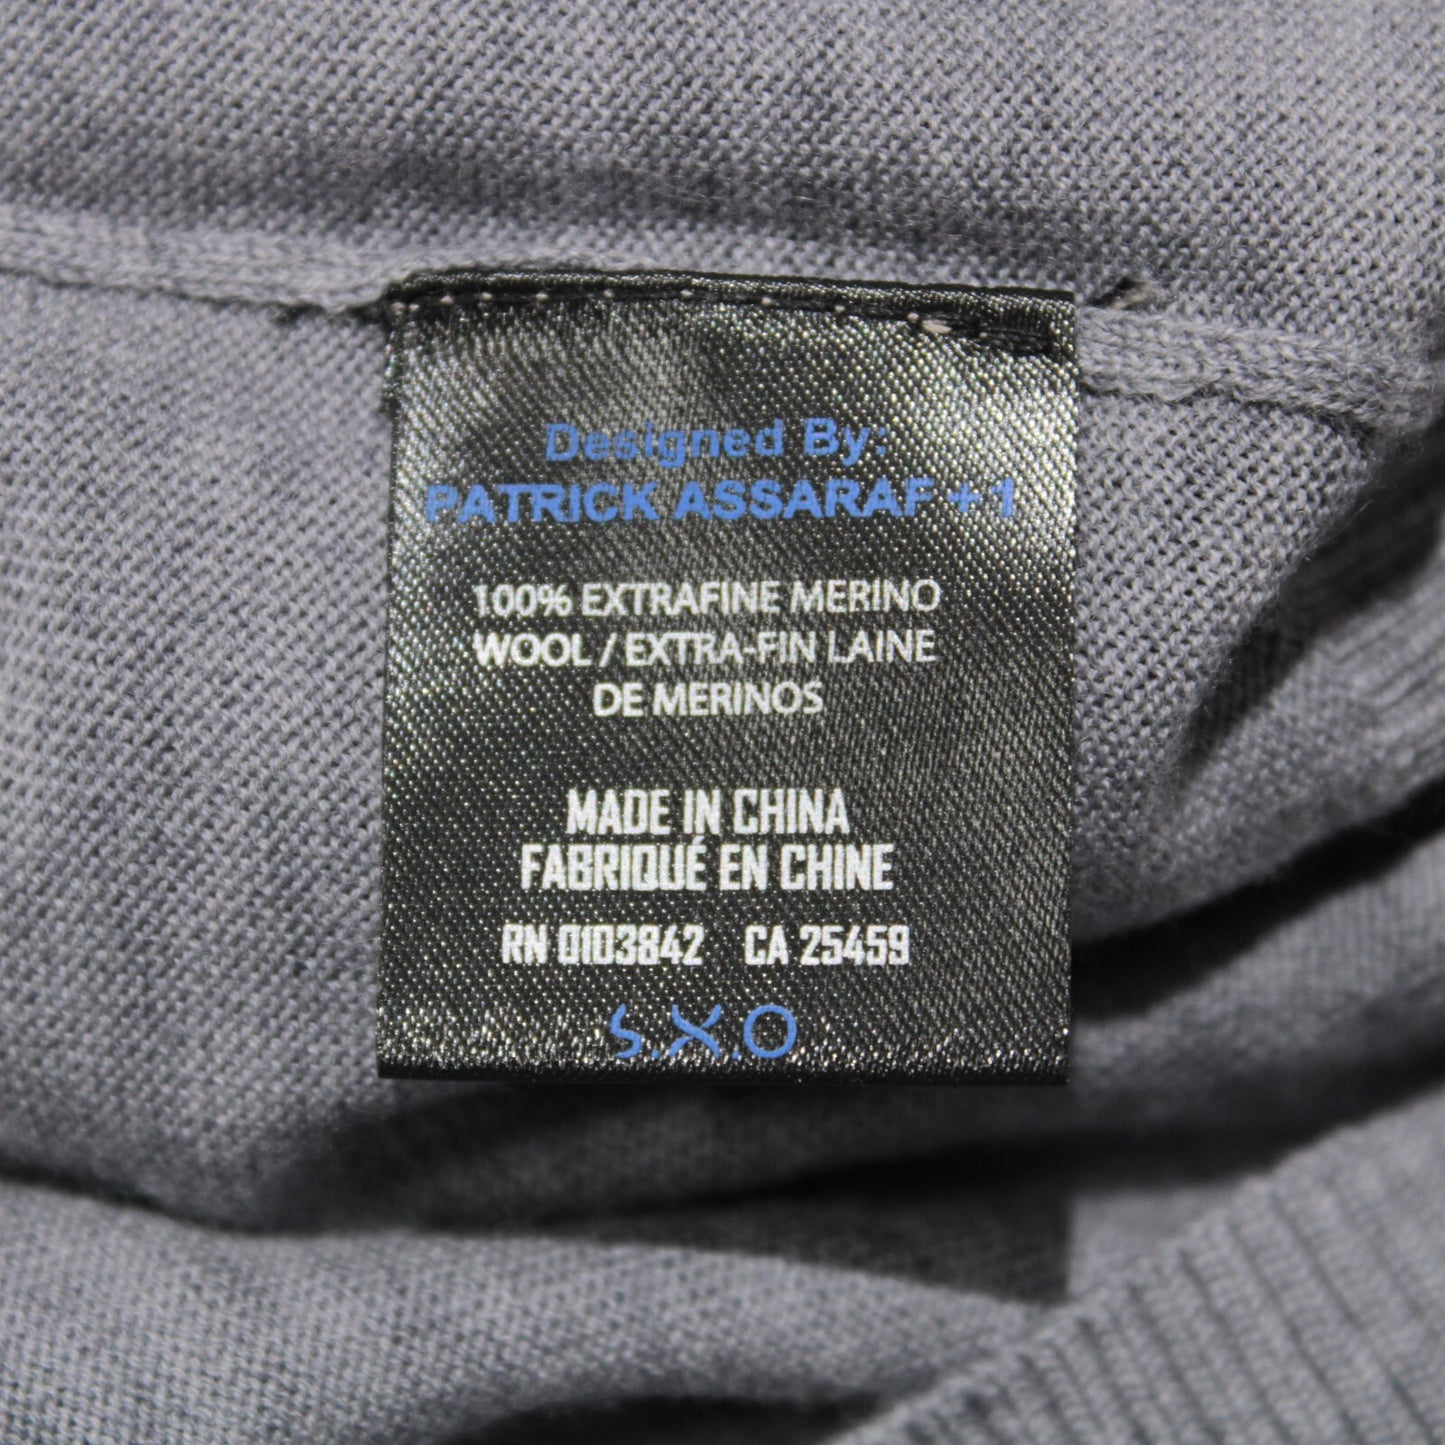 Designed By:
PATRICK ASSARAF + 1
100% EXTRAFINE MERINO
WOOL / EXTRA-FIN LAINE
DE MERINOS
MADE IN CHINA
FABRIQUÉ EN CHINE
RN 0103842 CA 25459
S.X.O